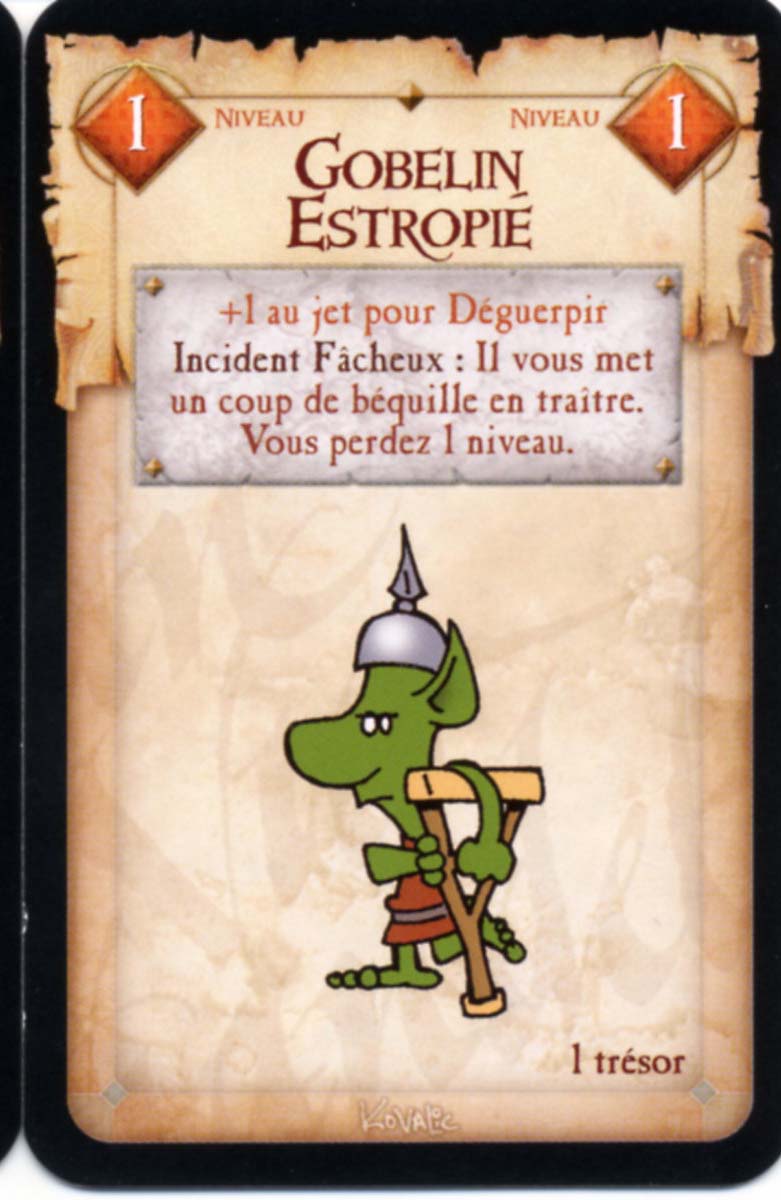 1 Niveau Niveau 1
Gobelin
Estropié
+1 au jet pour Déguerpir
Incident Fâcheux : Il vous met
un coup de béquille en traître.
Vous perdez 1 niveau.
1 trésor
Kovalic